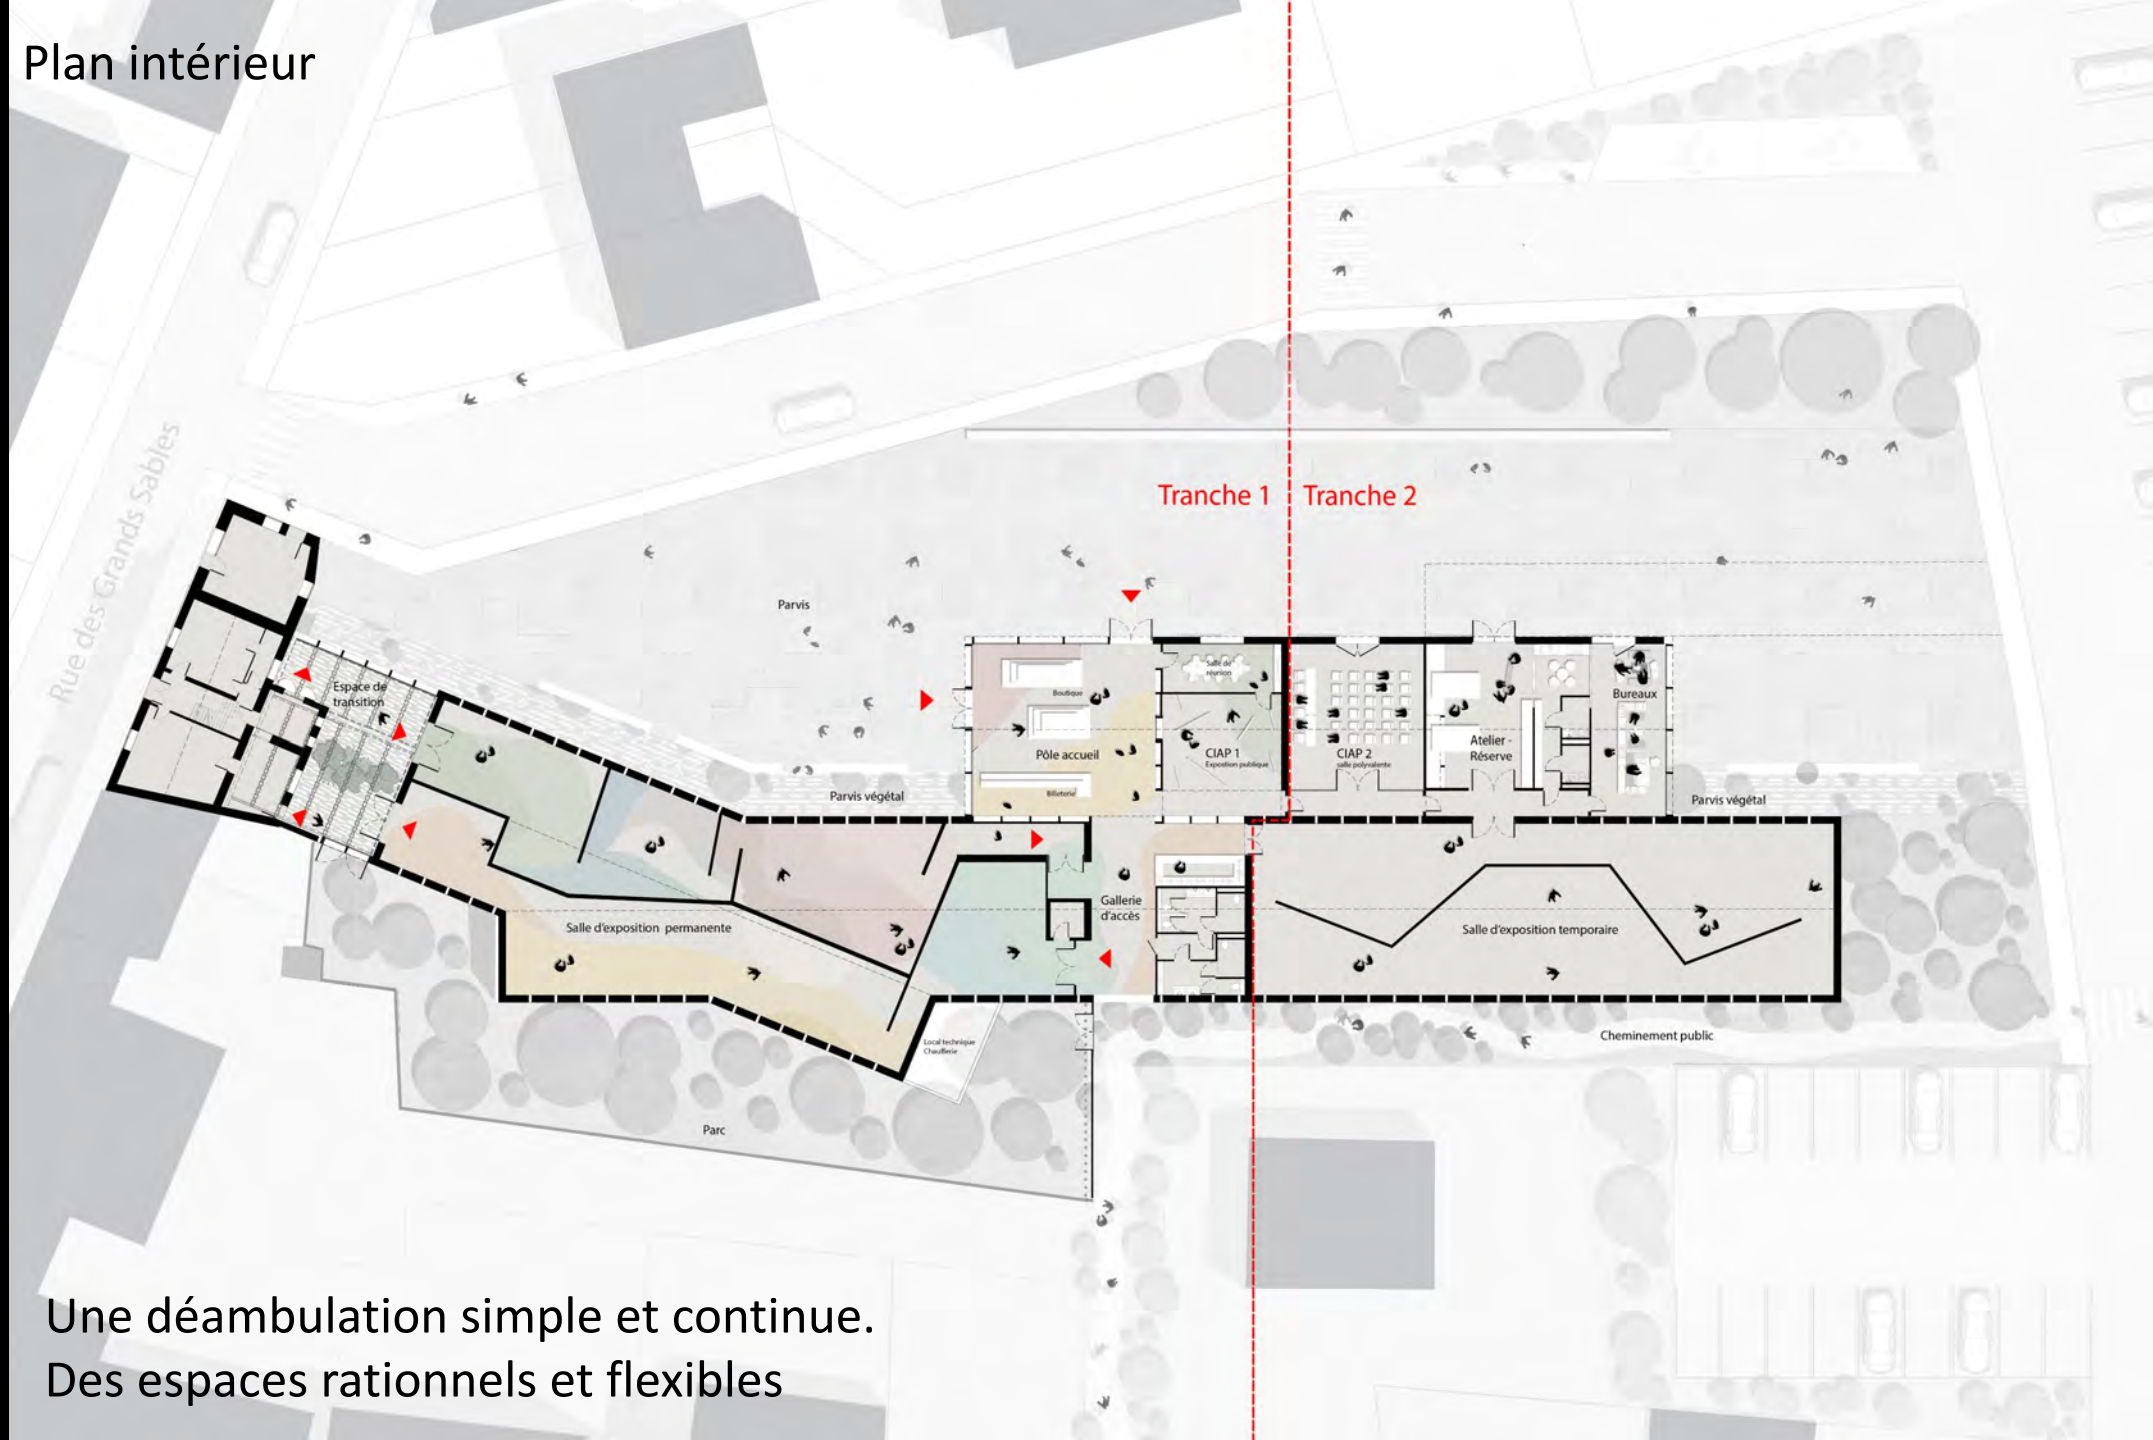 Plan intérieur
Rue des Grands Sables
Tranche 1
Tranche 2
Parvis
Espace de
transition
Salle de
réunion
Boutique
Bureaux
Pôle accueil
CIAP 1
Expostion publique
CIAP 2
salle polyvalente
Atelier -
Réserve
Billeterie
Parvis végétal
Parvis végétal
Gallerie
d'accès
Salle d'exposition permanente
Salle d'exposition temporaire
Local technique
Chaufferie
Cheminement public
Parc
Une déambulation simple et continue.
Des espaces rationnels et flexibles